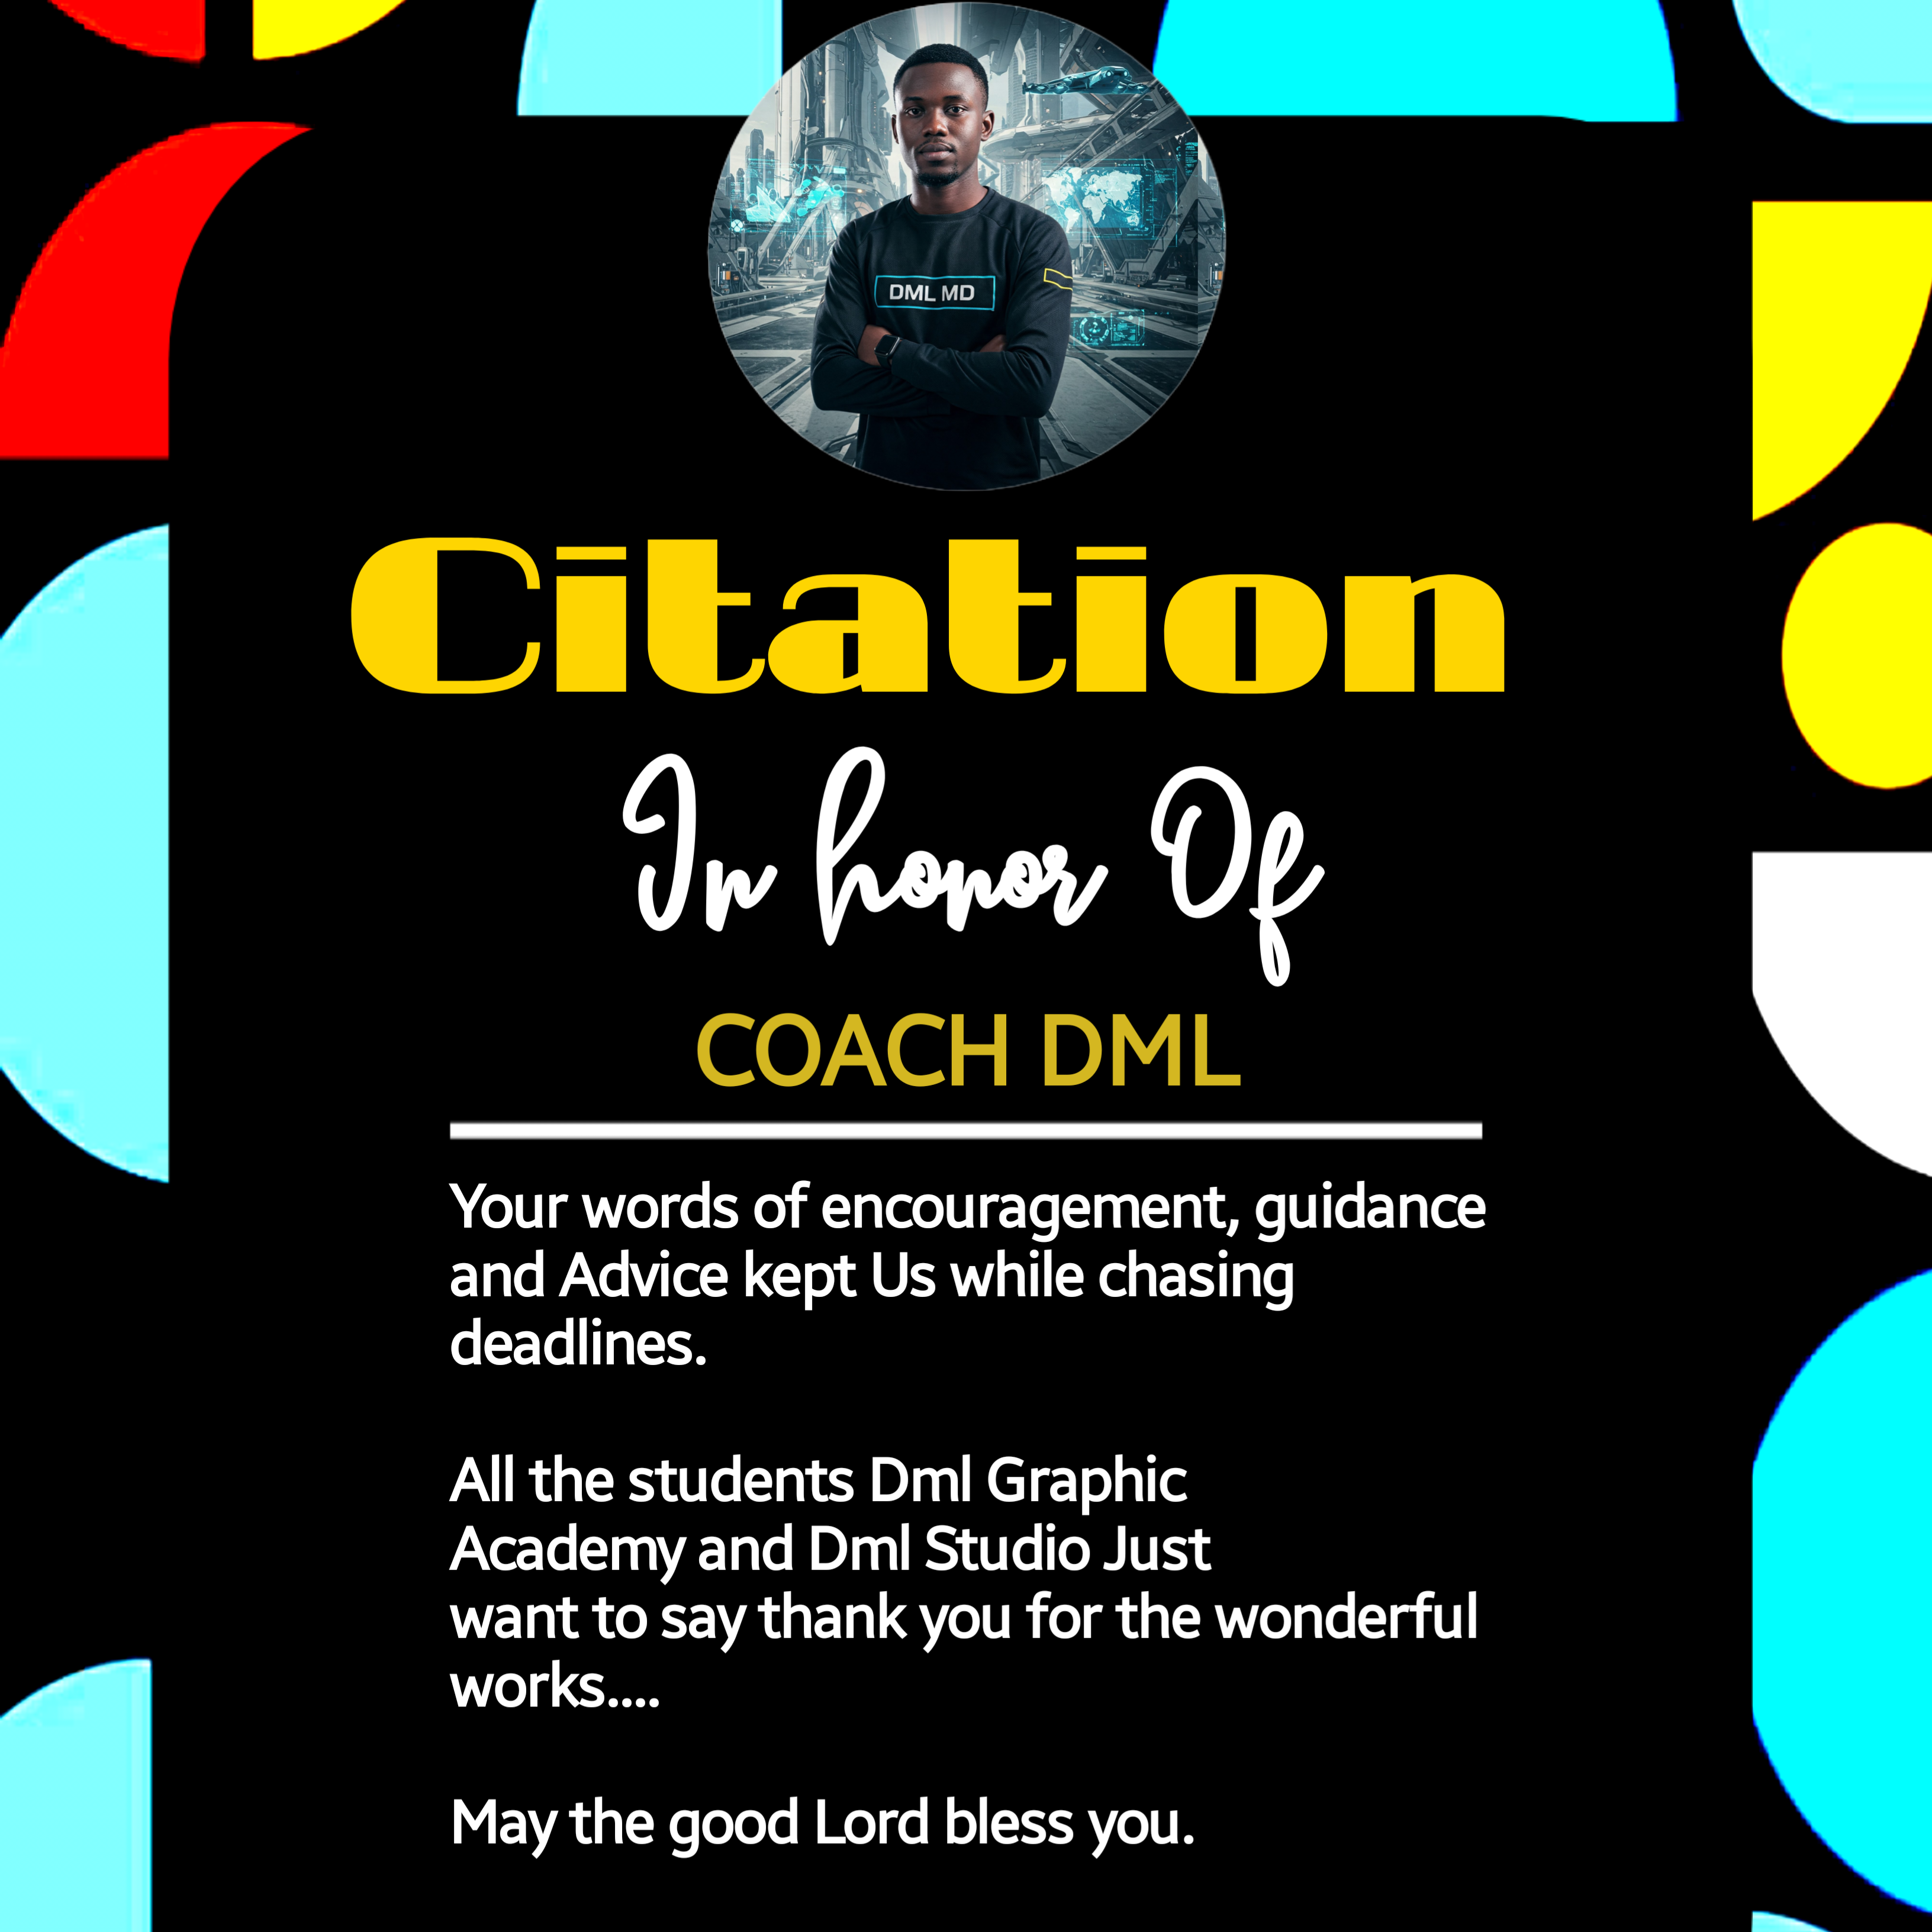 DML MD
Citation
In honor Of
COACH DML
Your words of encouragement, guidance
and Advice kept Us while chasing
deadlines.
All the students Dml Graphic
Academy and Dml Studio Just
want to say thank you for the wonderful
works....
May the good Lord bless you.